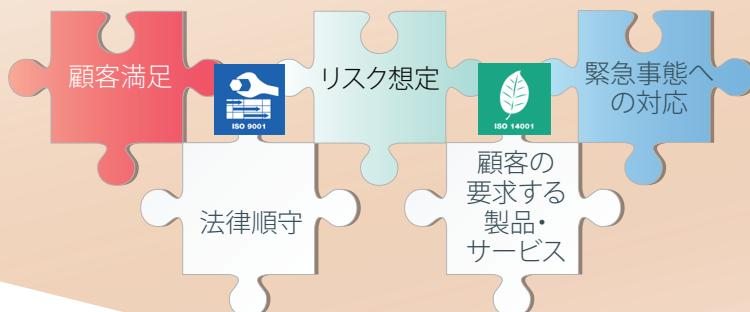 顧客満足
ISO 9001
リスク想定
ISO 14001
緊急事態へ
の対応
法律順守
顧客の
要求する
製品・
サービス